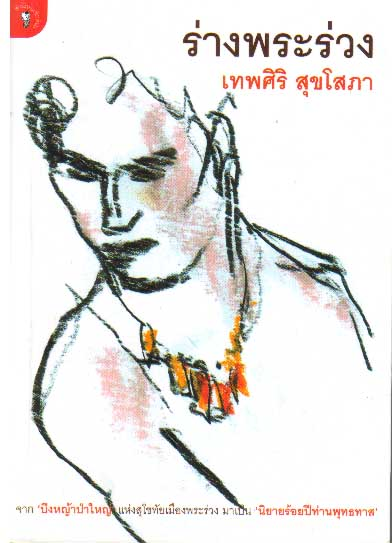 ร่างพระร่วง
เทพศิริ สุขโสภา
จาก 'บึงหญ้าป่าใหญ่' แห่งสุโขทัยเมืองพระร่วง มาเป็น 'นิยายร้อยปีท่านพุทธทาส'